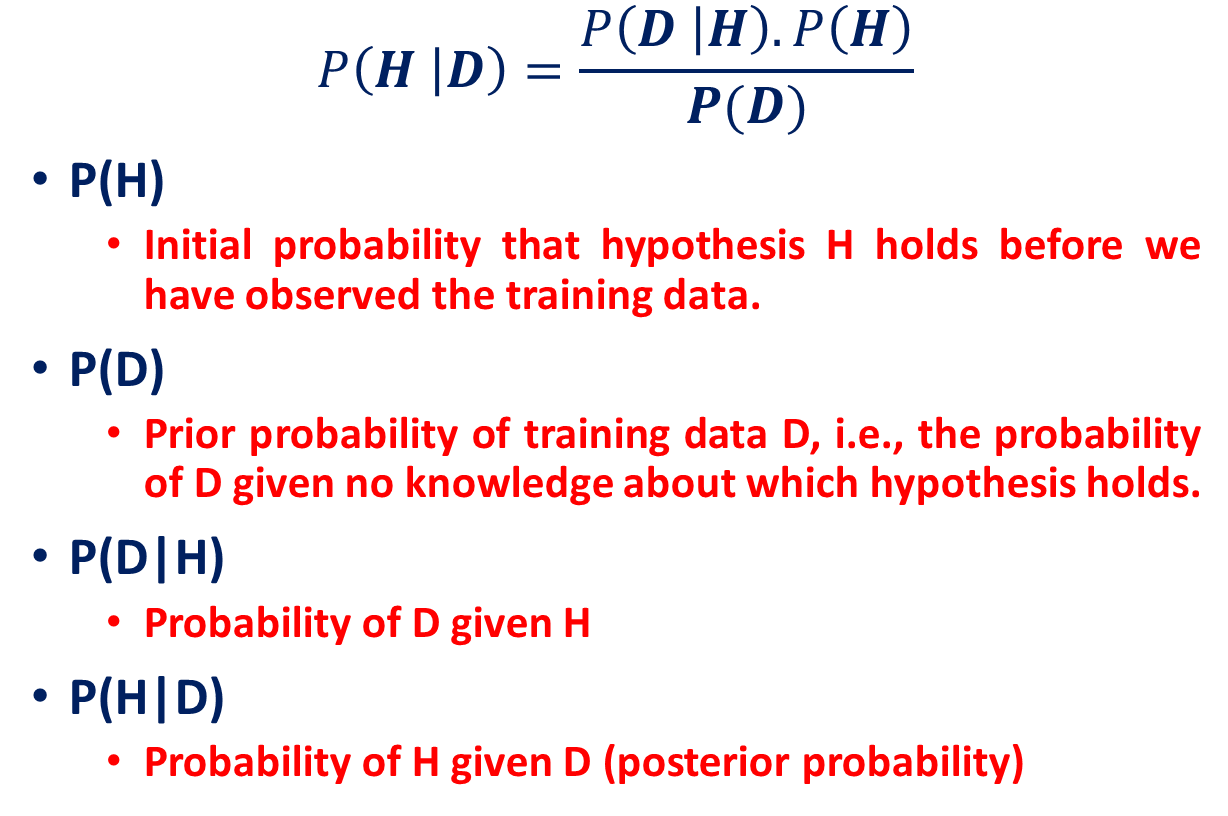 P(H |D) = P(D |H). P(H) / P(D)
• P(H)
• Initial probability that hypothesis H holds before we
have observed the training data.
• P(D)
• Prior probability of training data D, i.e., the probability
of D given no knowledge about which hypothesis holds.
• P(D|H)
• Probability of D given H
• P(H|D)
• Probability of H given D (posterior probability)